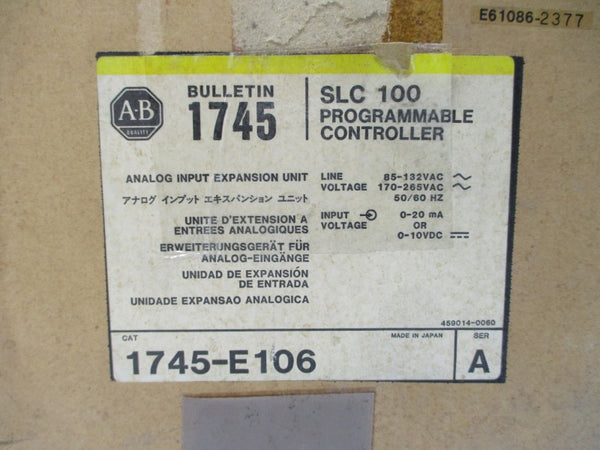 E61086-2377
A-B
QUALITY
BULLETIN
1745
SLC 100
PROGRAMMABLE
CONTROLLER
ANALOG INPUT EXPANSION UNIT
アナログ インプット エキスパンション ユニット
UNITE D'EXTENSION A
ENTREES ANALOGIQUES
ERWEITERUNGSGERÄT FÜR
ANALOG-EINGÄNGE
UNIDAD DE EXPANSIÓN
DE ENTRADA
UNIDADE EXPANSAO ANALOGICA
LINE 85-132VAC
VOLTAGE 170-265VAC
50/60 HZ
INPUT 0-20 mA
VOLTAGE OR
0-10VDC
459014-0060
CAT
1745-E106
MADE IN JAPAN
SER
A